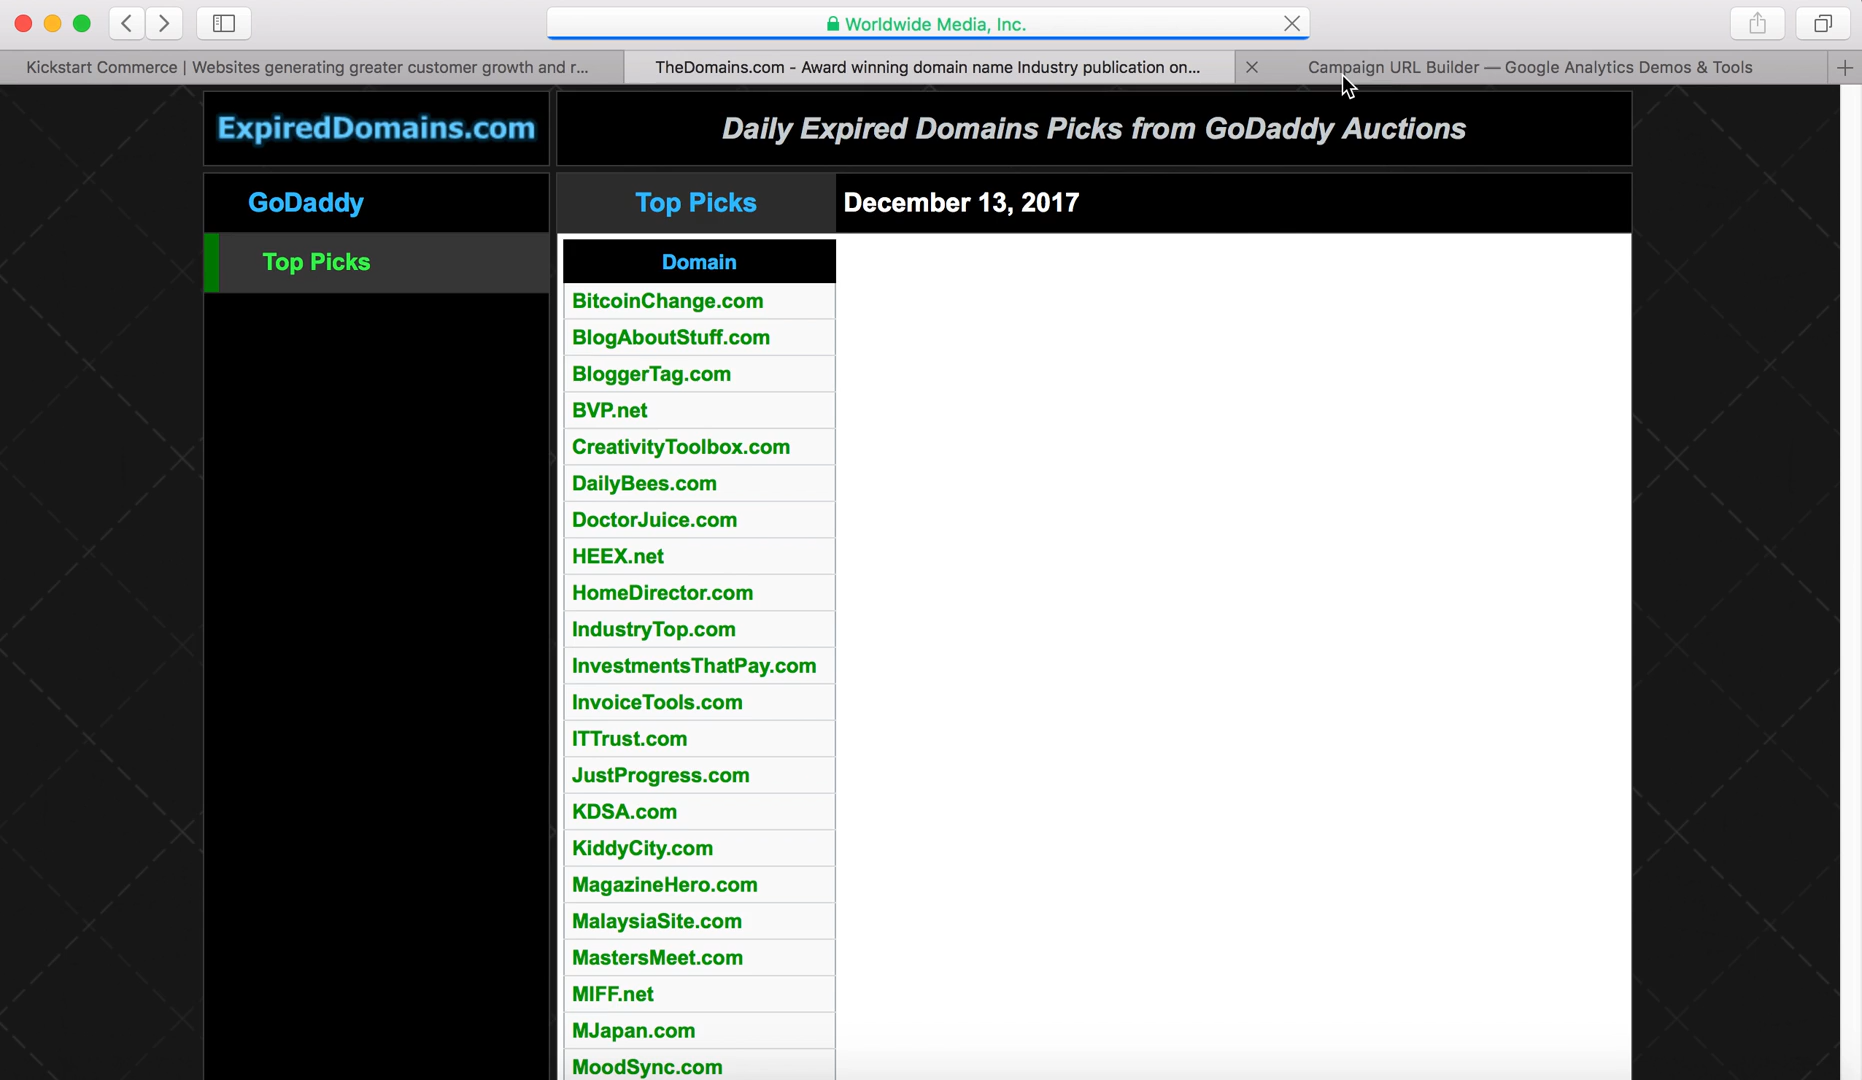 Worldwide Media, Inc.
Kickstart Commerce | Websites generating greater customer growth and r...
TheDomains.com - Award winning domain name Industry publication on...
Campaign URL Builder — Google Analytics Demos & Tools
ExpiredDomains.com
Daily Expired Domains Picks from GoDaddy Auctions
GoDaddy
Top Picks
December 13, 2017
Top Picks
Domain
BitcoinChange.com
BlogAboutStuff.com
BloggerTag.com
BVP.net
CreativityToolbox.com
DailyBees.com
DoctorJuice.com
HEEX.net
HomeDirector.com
IndustryTop.com
InvestmentsThatPay.com
InvoiceTools.com
ITTrust.com
JustProgress.com
KDSA.com
KiddyCity.com
MagazineHero.com
MalaysiaSite.com
MastersMeet.com
MIFF.net
MJapan.com
MoodSync.com